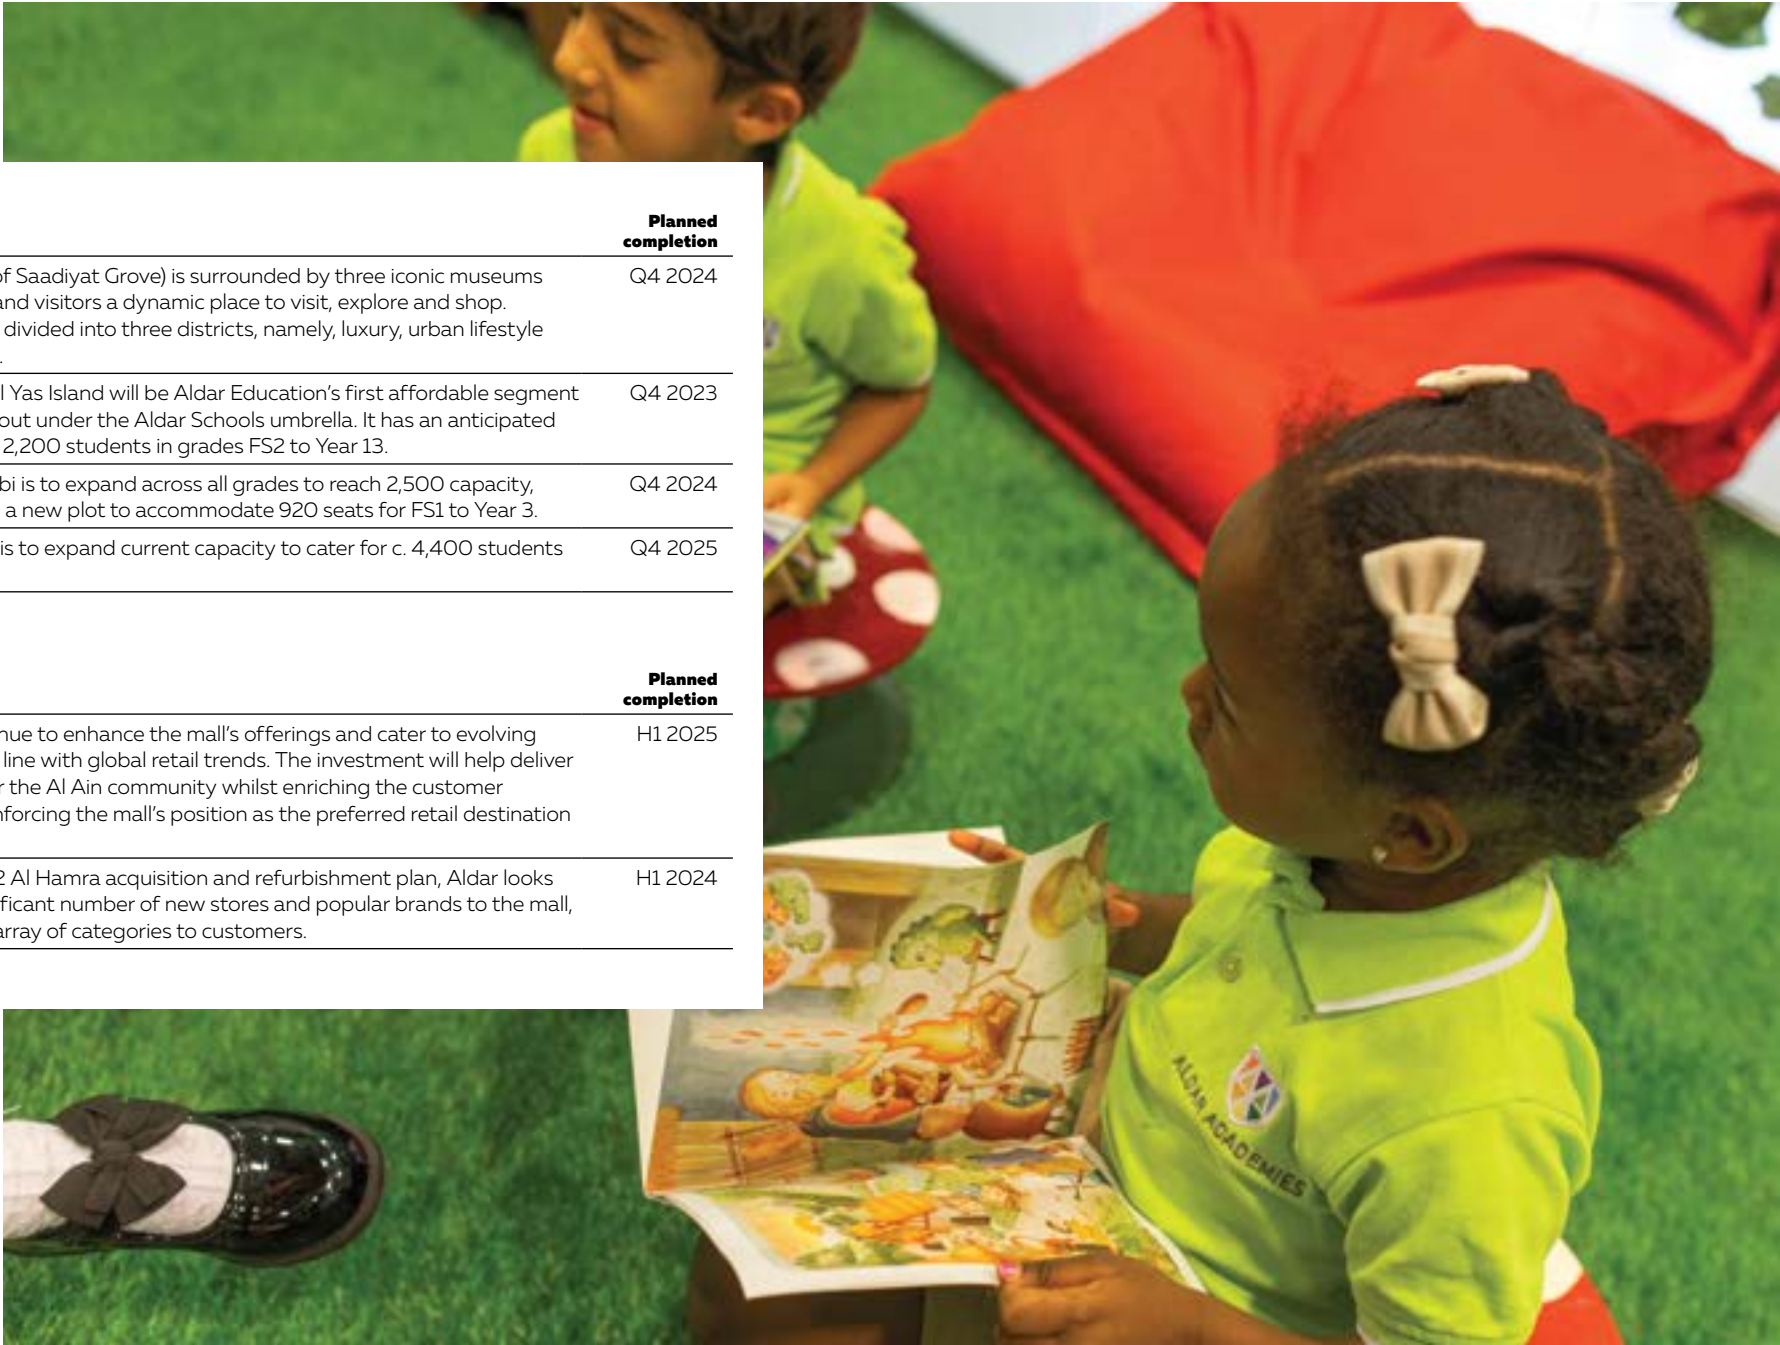 Planned
completion
of Saadiyat Grove) is surrounded by three iconic museums Q4 2024
and visitors a dynamic place to visit, explore and shop.
divided into three districts, namely, luxury, urban lifestyle
.
l Yas Island will be Aldar Education's first affordable segment Q4 2023
out under the Aldar Schools umbrella. It has an anticipated
2,200 students in grades FS2 to Year 13.
bi is to expand across all grades to reach 2,500 capacity, Q4 2024
a new plot to accommodate 920 seats for FS1 to Year 3.
is to expand current capacity to cater for c. 4,400 students Q4 2025
Planned
completion
nue to enhance the mall's offerings and cater to evolving H1 2025
line with global retail trends. The investment will help deliver
r the Al Ain community whilst enriching the customer
nforcing the mall's position as the preferred retail destination
2 Al Hamra acquisition and refurbishment plan, Aldar looks H1 2024
ficant number of new stores and popular brands to the mall,
array of categories to customers.
ALDAR ACADEMIES